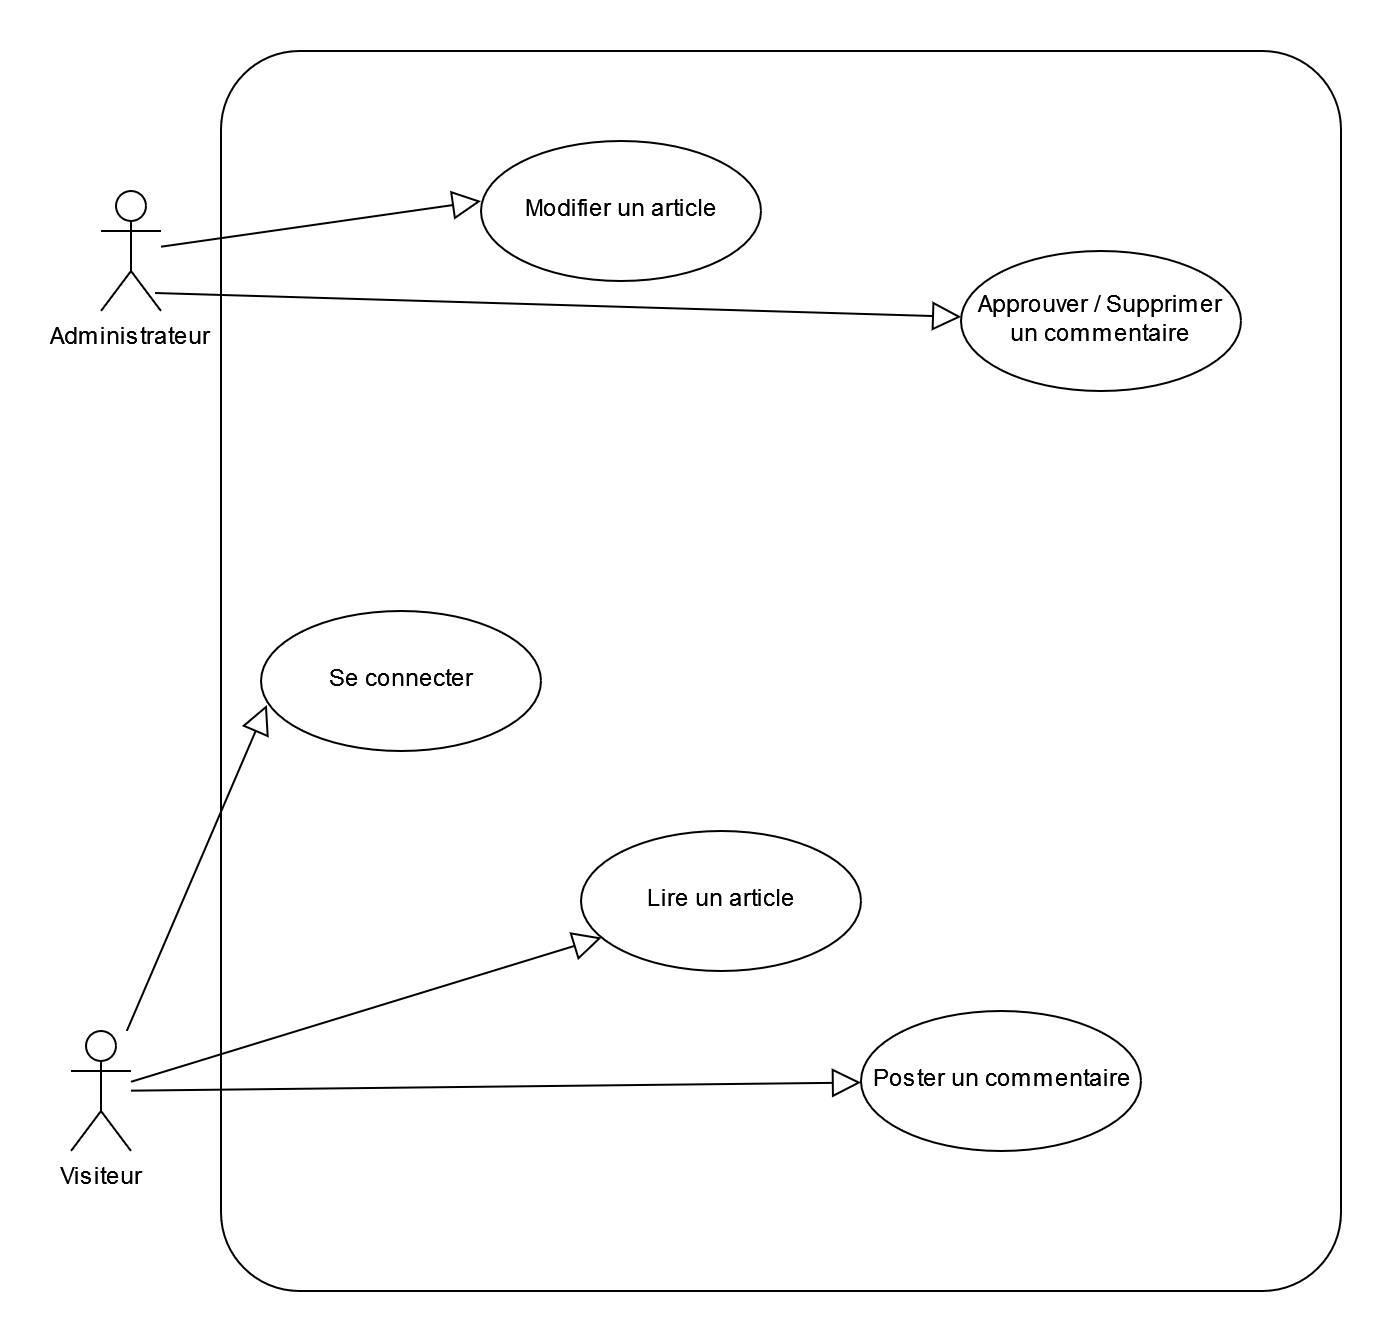 Modifier un article
Approuver / Supprimer
un commentaire
Administrateur
Se connecter
Lire un article
Poster un commentaire
Visiteur